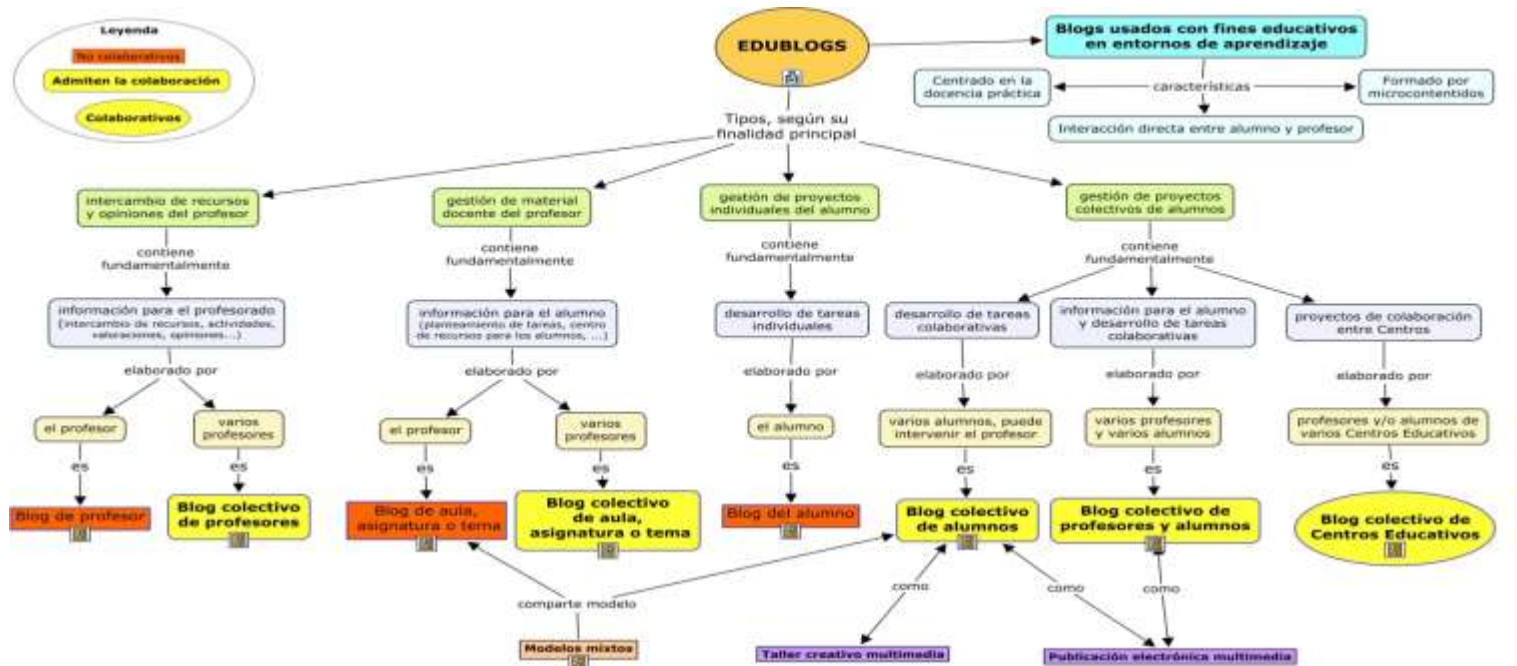 Leyenda
No colaborativos
Admiten la colaboración
Colaborativos
EDUBLOGS
Blogs usados con fines educativos
en entornos de aprendizaje
características
Centrado en la
docencia práctica
Formado por
microcontenidos
Interacción directa entre alumno y profesor
Tipos, según su
finalidad principal
intercambio de recursos
y opiniones del profesor
gestión de material
docente del profesor
gestión de proyectos
individuales del alumno
gestión de proyectos
colectivos de alumnos
contiene
fundamentalmente
contiene
fundamentalmente
contiene
fundamentalmente
contiene
fundamentalmente
información para el profesorado
(intercambio de recursos, actividades,
valoraciones, opiniones...)
información para el alumno
(planteamiento de tareas, centro
de recursos para los alumnos, ...)
desarrollo de tareas
individuales
desarrollo de tareas
colaborativas
información para el alumno
y desarrollo de tareas
colaborativas
proyectos de colaboración
entre Centros
elaborado por
elaborado por
elaborado por
elaborado por
elaborado por
elaborado por
el profesor
varios
profesores
el profesor
varios
profesores
el alumno
varios alumnos, puede
intervenir el profesor
varios profesores
y varios alumnos
profesores y/o alumnos de
varios Centros Educativos
es
es
es
es
es
es
es
es
Blog de profesor
Blog colectivo
de profesores
Blog de aula,
asignatura o tema
Blog colectivo
de aula,
asignatura o tema
Blog del alumno
Blog colectivo
de alumnos
Blog colectivo de
profesores y alumnos
Blog colectivo de
Centros Educativos
comparte modelo
como
como
como
Modelos mixtos
Taller creativo multimedia
Publicación electrónica multimedia